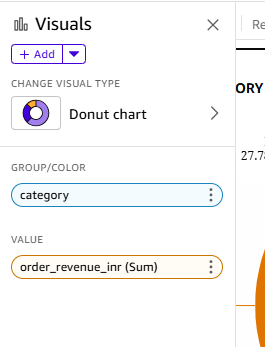 Visuals
Re
+ Add
CHANGE VISUAL TYPE
Donut chart
ORY
GROUP/COLOR
27.7
category
VALUE
order_revenue_inr (Sum)